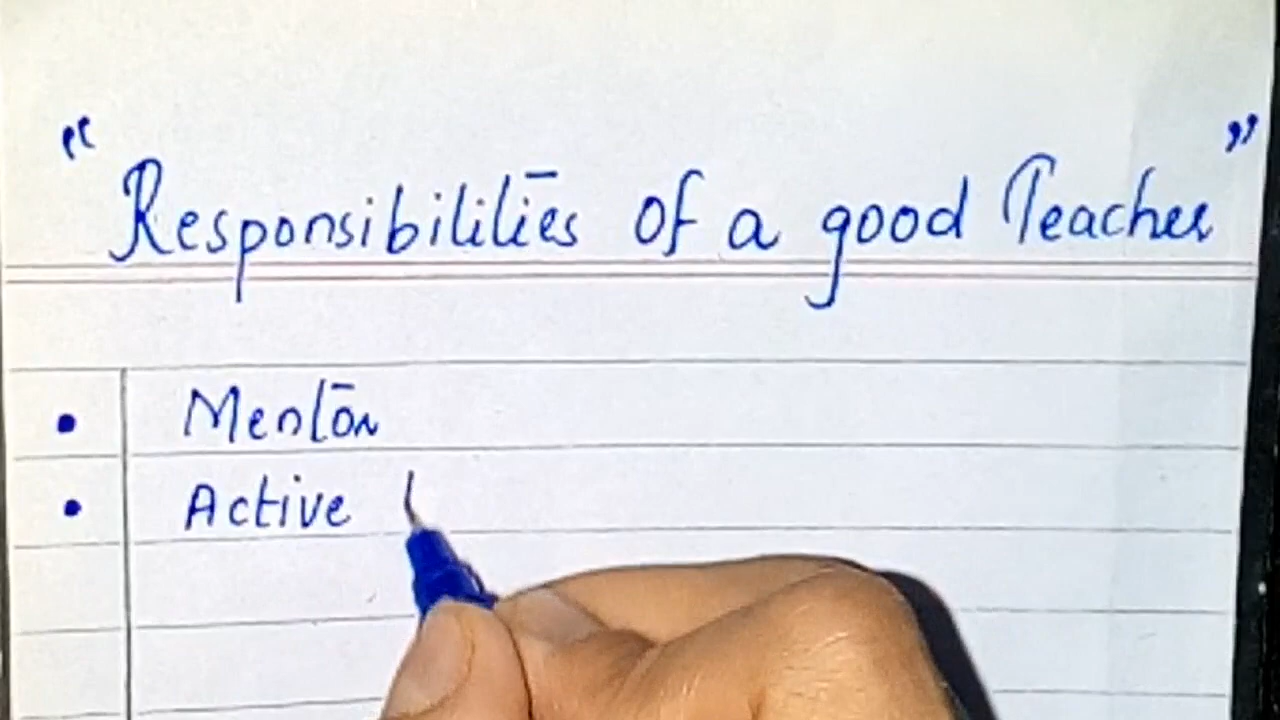 " Responsibilities of a good Teacher "
• Mentor
• Active